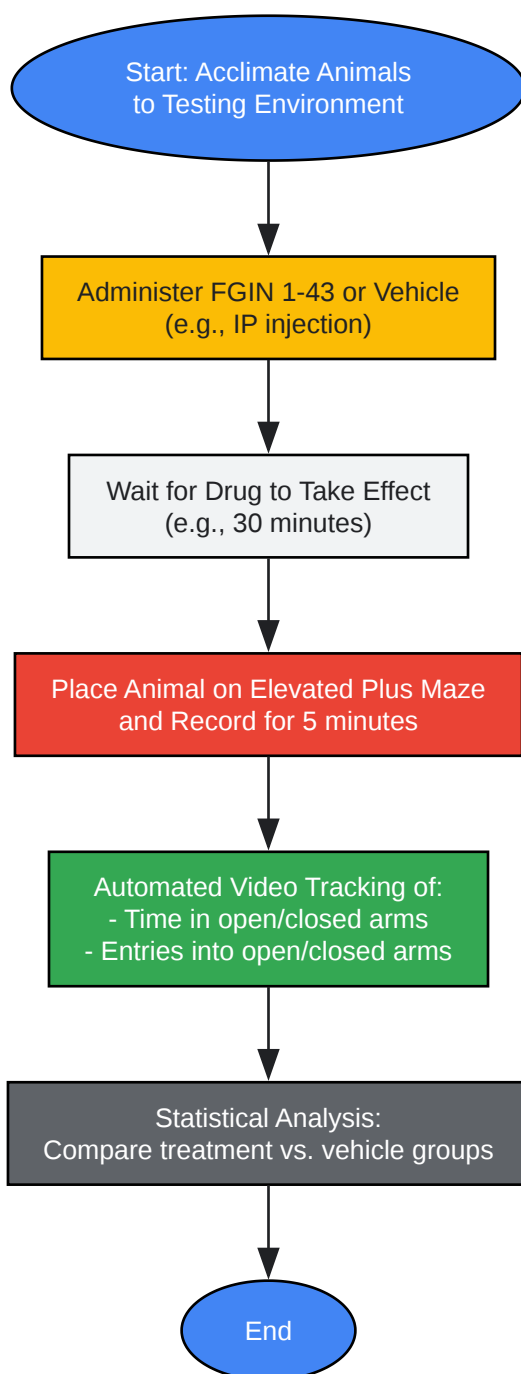 Start: Acclimate Animals
to Testing Environment
Administer FGIN 1-43 or Vehicle
(e.g., IP injection)
Wait for Drug to Take Effect
(e.g., 30 minutes)
Place Animal on Elevated Plus Maze
and Record for 5 minutes
Automated Video Tracking of:
- Time in open/closed arms
- Entries into open/closed arms
Statistical Analysis:
Compare treatment vs. vehicle groups
End